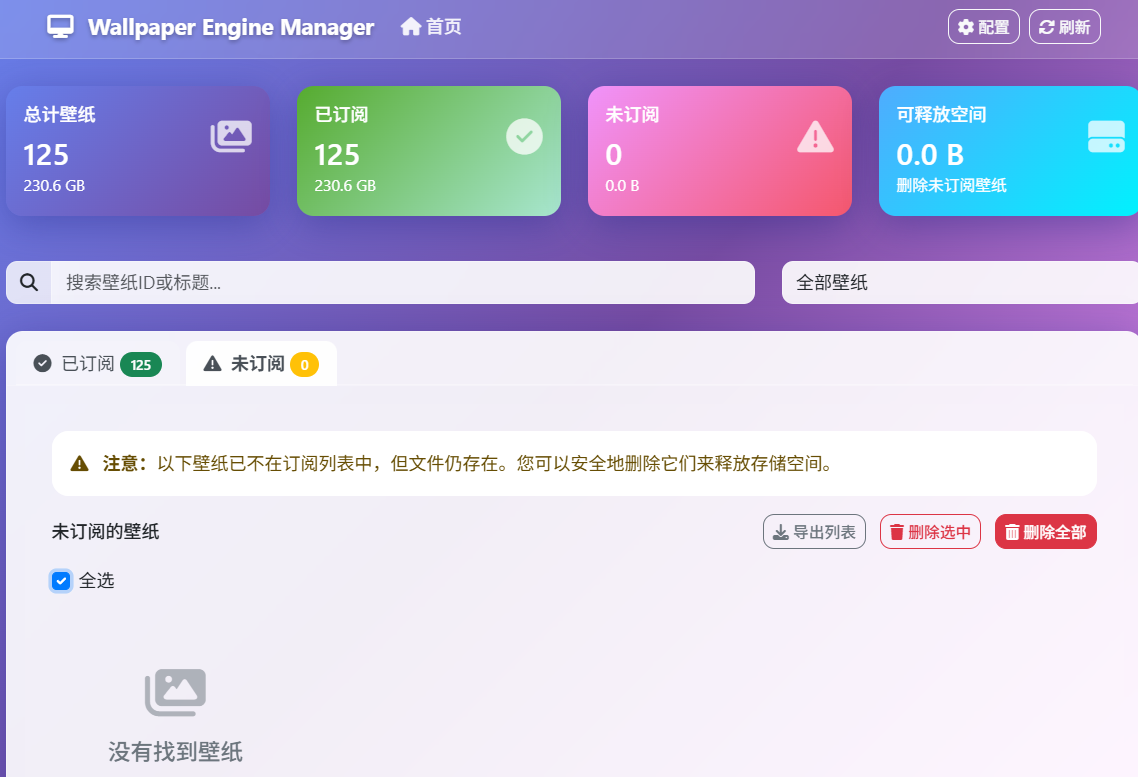 Wallpaper Engine Manager 首页 配置 刷新
总计壁纸 已订阅 未订阅 可释放空间
125 125 0 0.0 B
230.6 GB 230.6 GB 0.0 B 删除未订阅壁纸
搜索壁纸ID或标题... 全部壁纸
已订阅 125 未订阅 0
注意：以下壁纸已不在订阅列表中，但文件仍存在。您可以安全地删除它们来释放存储空间。
未订阅的壁纸 导出列表 删除选中 删除全部
全选
没有找到壁纸